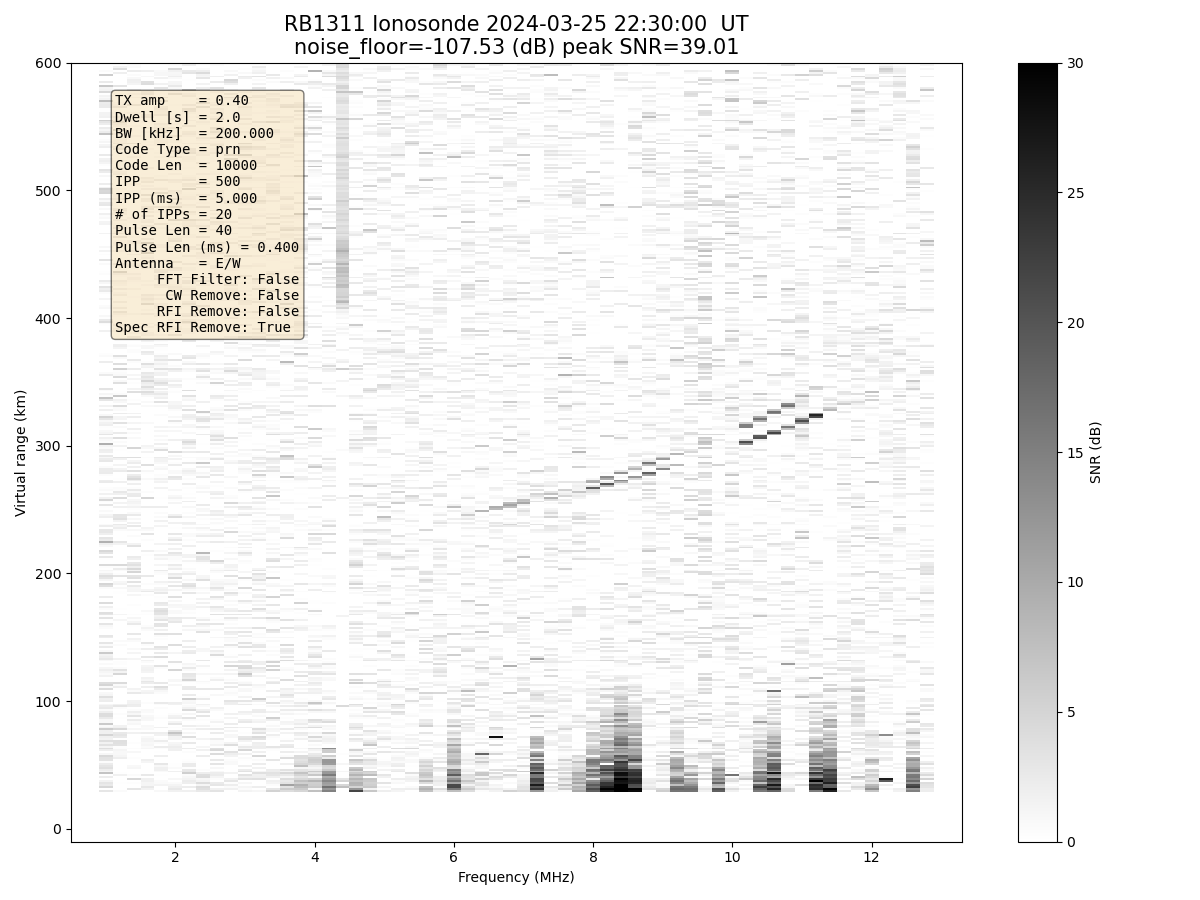 RB1311 Ionosonde 2024-03-25 22:30:00  UT
noise_floor=-107.53 (dB) peak SNR=39.01
TX amp    = 0.40
Dwell [s] = 2.0
BW [kHz]  = 200.000
Code Type = prn
Code Len  = 10000
IPP       = 500
IPP (ms)  = 5.000
# of IPPs = 20
Pulse Len = 40
Pulse Len (ms) = 0.400
Antenna   = E/W
FFT Filter: False
CW Remove: False
RFI Remove: False
Spec RFI Remove: True
600
500
400
300
200
100
0
Virtual range (km)
2 4 6 8 10 12
Frequency (MHz)
30
25
20
15
10
5
0
SNR (dB)